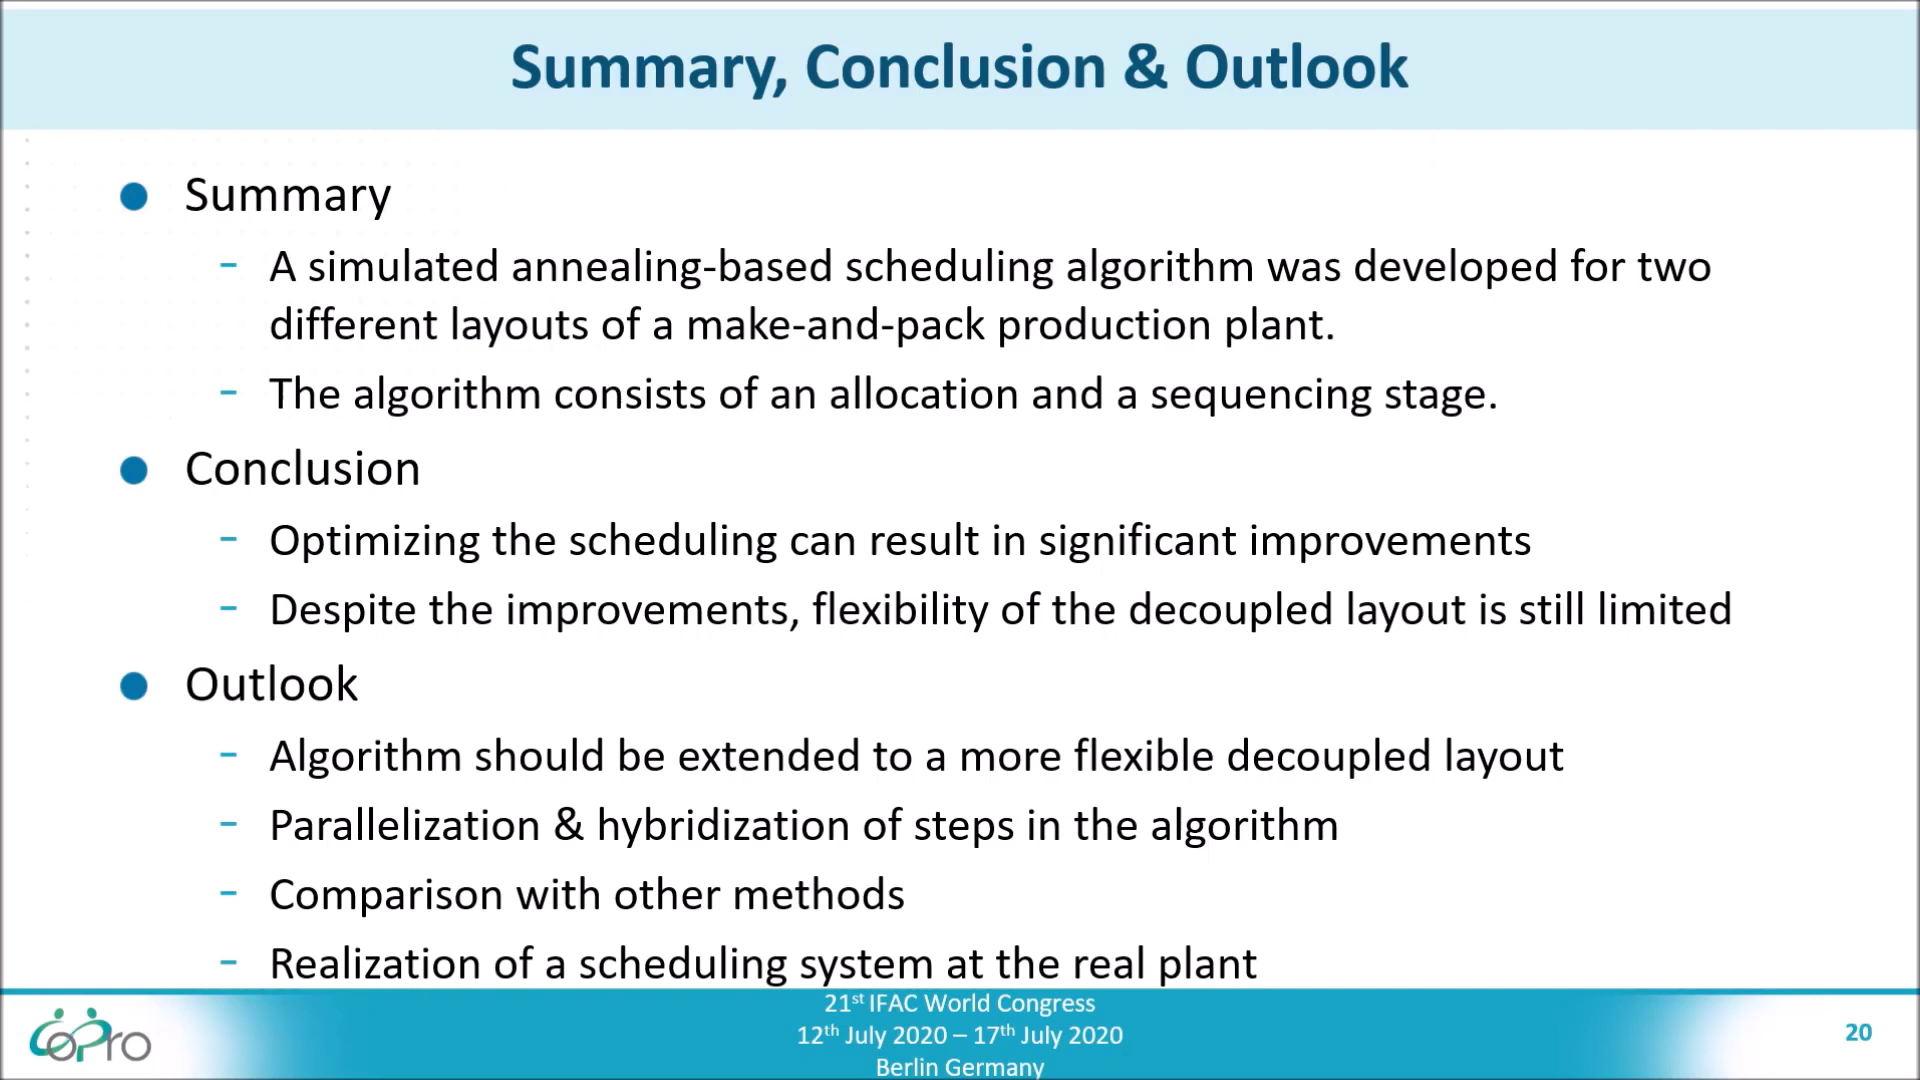 Summary, Conclusion & Outlook
● Summary
- A simulated annealing-based scheduling algorithm was developed for two
different layouts of a make-and-pack production plant.
- The algorithm consists of an allocation and a sequencing stage.
● Conclusion
- Optimizing the scheduling can result in significant improvements
- Despite the improvements, flexibility of the decoupled layout is still limited
● Outlook
- Algorithm should be extended to a more flexible decoupled layout
- Parallelization & hybridization of steps in the algorithm
- Comparison with other methods
- Realization of a scheduling system at the real plant
21st IFAC World Congress
12th July 2020 – 17th July 2020
Berlin Germany
CoPro
20